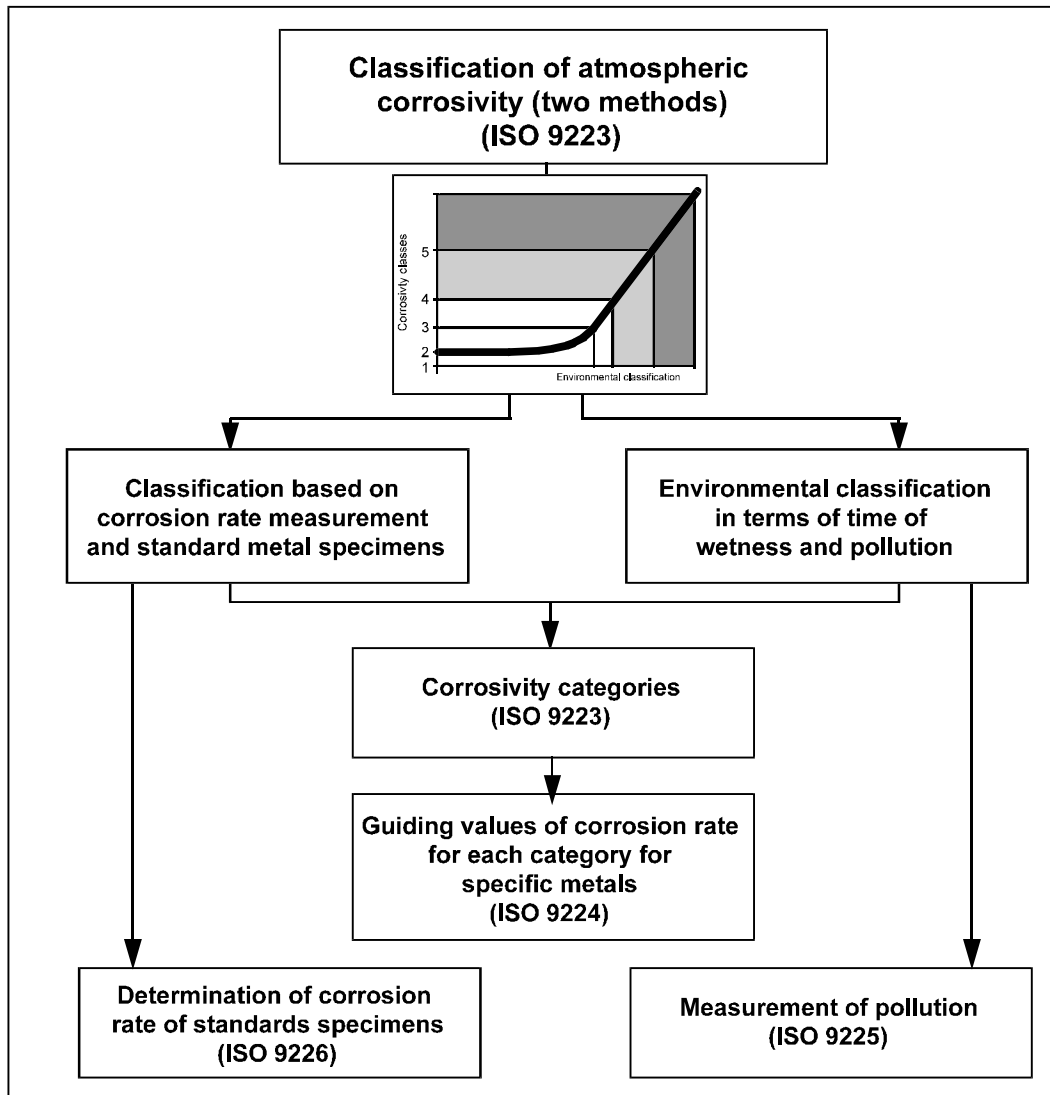 Classification of atmospheric
corrosivity (two methods)
(ISO 9223)
Corrosivty classes
5
4
3
2
1
Environmental classification
Classification based on
corrosion rate measurement
and standard metal specimens
Environmental classification
in terms of time of
wetness and pollution
Corrosivity categories
(ISO 9223)
Guiding values of corrosion rate
for each category for
specific metals
(ISO 9224)
Determination of corrosion
rate of standards specimens
(ISO 9226)
Measurement of pollution
(ISO 9225)